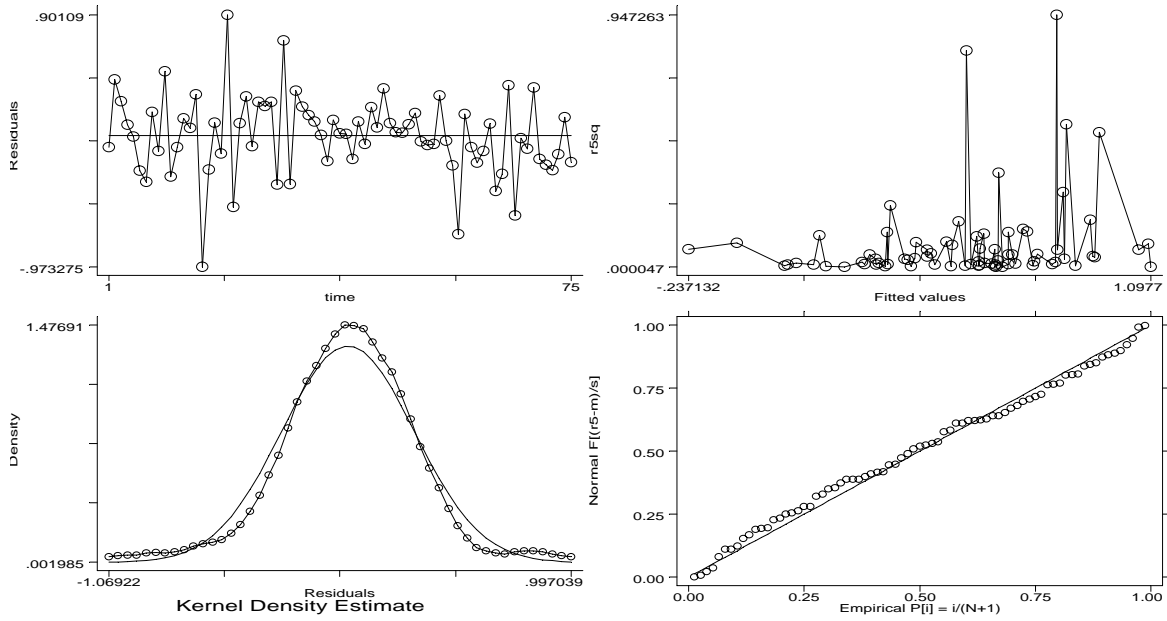 .90109
Residuals
-.973275
1
75
time
.947263
r5sq
.000047
-.237132
1.0977
Fitted values
1.47691
Density
.001985
-1.06922
.997039
Residuals
Kernel Density Estimate
1.00
0.75
0.50
0.25
0.00
Normal F[(r5-m)/s]
0.00
0.25
0.50
0.75
1.00
Empirical P[i] = i/(N+1)